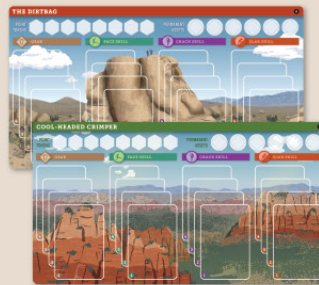 THE DIRTBAG
GEAR
FACE SKILL
CRACK SKILL
SLAB SKILL
COOL-HEADED CRIMPER
GEAR
FACE SKILL
CRACK SKILL
SLAB SKILL